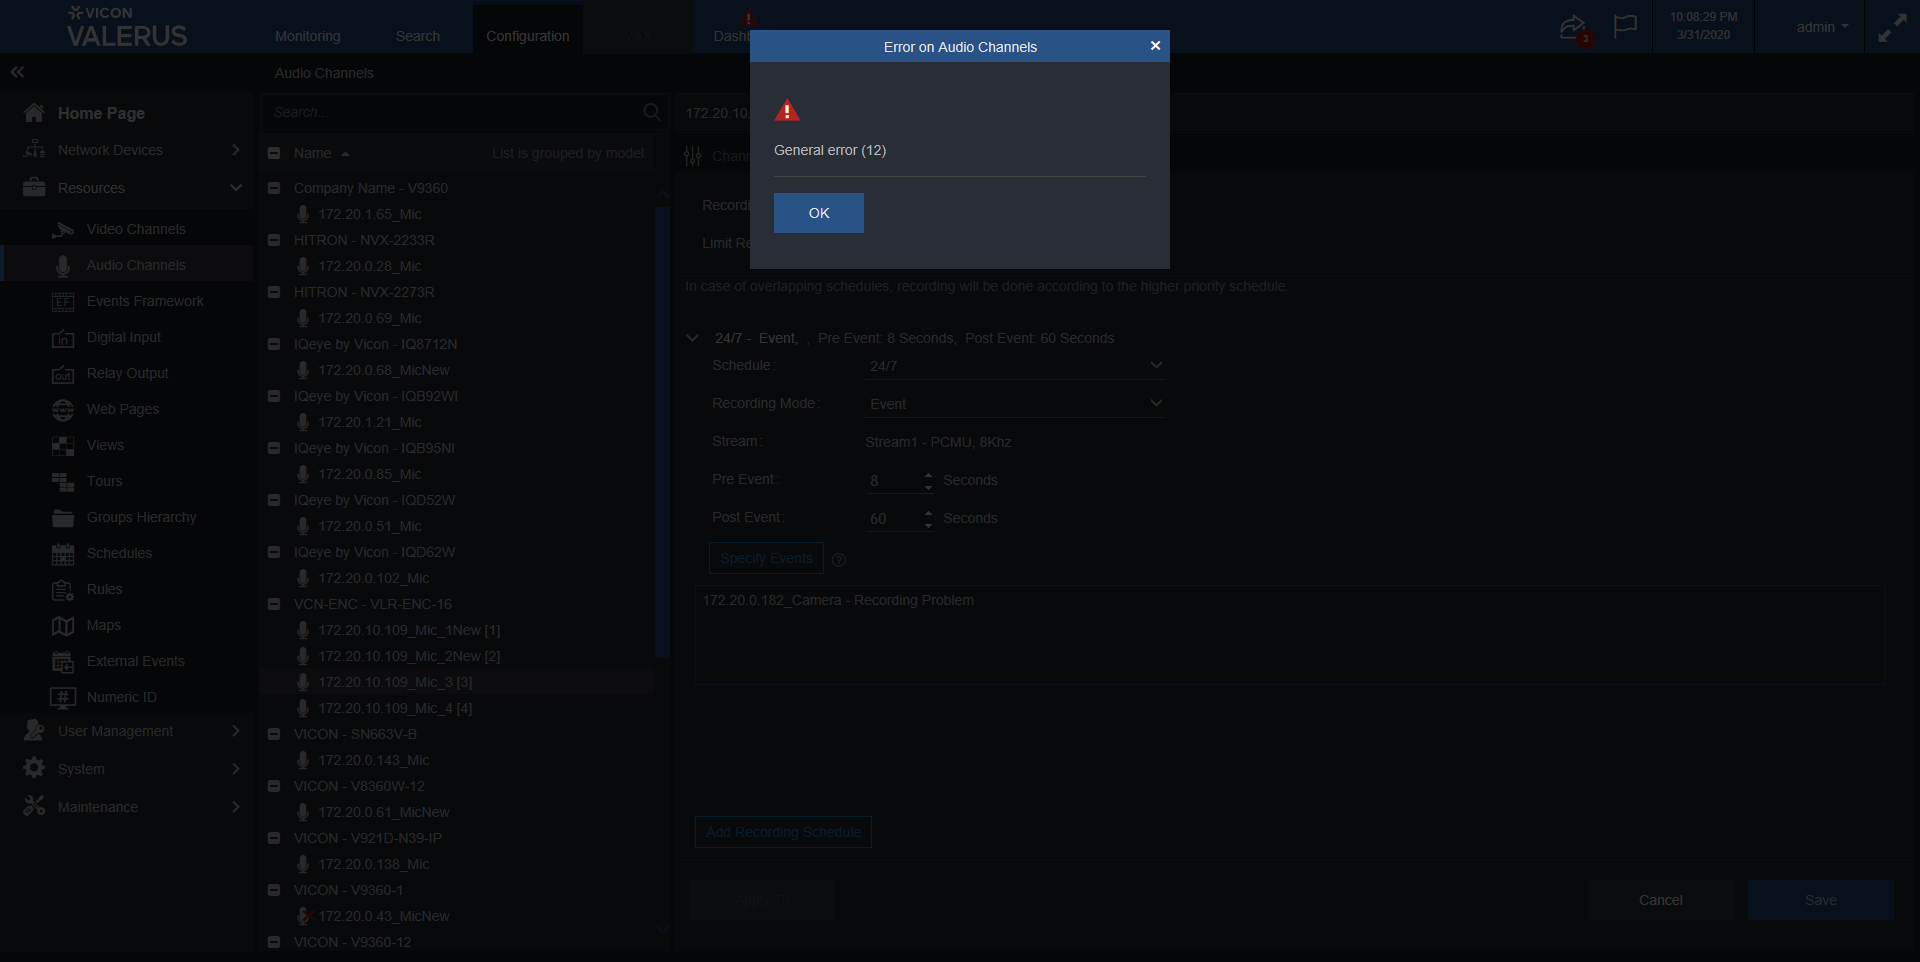 VICON
VALERUS
Monitoring
Search
Configuration
VAX
Dashb
3
10:08:29 PM
3/31/2020
admin
Error on Audio Channels
General error (12)
OK
Audio Channels
Home Page
Network Devices
Resources
Video Channels
Audio Channels
EF
Events Framework
in
Digital Input
out
Relay Output
www
Web Pages
Views
Tours
Groups Hierarchy
Schedules
Rules
Maps
External Events
#
Numeric ID
User Management
System
Maintenance
Search...
Name
List is grouped by model
Company Name - V9360
172.20.1.65_Mic
HITRON - NVX-2233R
172.20.0.28_Mic
HITRON - NVX-2273R
172.20.0.69_Mic
IQeye by Vicon - IQ8712N
172.20.0.68_MicNew
IQeye by Vicon - IQB92WI
172.20.1.21_Mic
IQeye by Vicon - IQB95NI
172.20.0.85_Mic
IQeye by Vicon - IQD52W
172.20.0.51_Mic
IQeye by Vicon - IQD62W
172.20.0.102_Mic
VCN-ENC - VLR-ENC-16
172.20.10.109_Mic_1New [1]
172.20.10.109_Mic_2New [2]
172.20.10.109_Mic_3 [3]
172.20.10.109_Mic_4 [4]
VICON - SN663V-B
172.20.0.143_Mic
VICON - V8360W-12
172.20.0.61_MicNew
VICON - V921D-N39-IP
172.20.0.138_Mic
VICON - V9360-1
172.20.0.43_MicNew
VICON - V9360-12
172.20.10.
Chann
Recordi
Limit Re
In case of overlapping schedules, recording will be done according to the higher priority schedule.
24/7 - Event, , Pre Event: 8 Seconds, Post Event: 60 Seconds
Schedule: 24/7
Recording Mode: Event
Stream: Stream1 - PCMU, 8Khz
Pre Event: 8 Seconds
Post Event: 60 Seconds
Specify Events
172.20.0.182_Camera - Recording Problem
Add Recording Schedule
Apply To
Cancel
Save